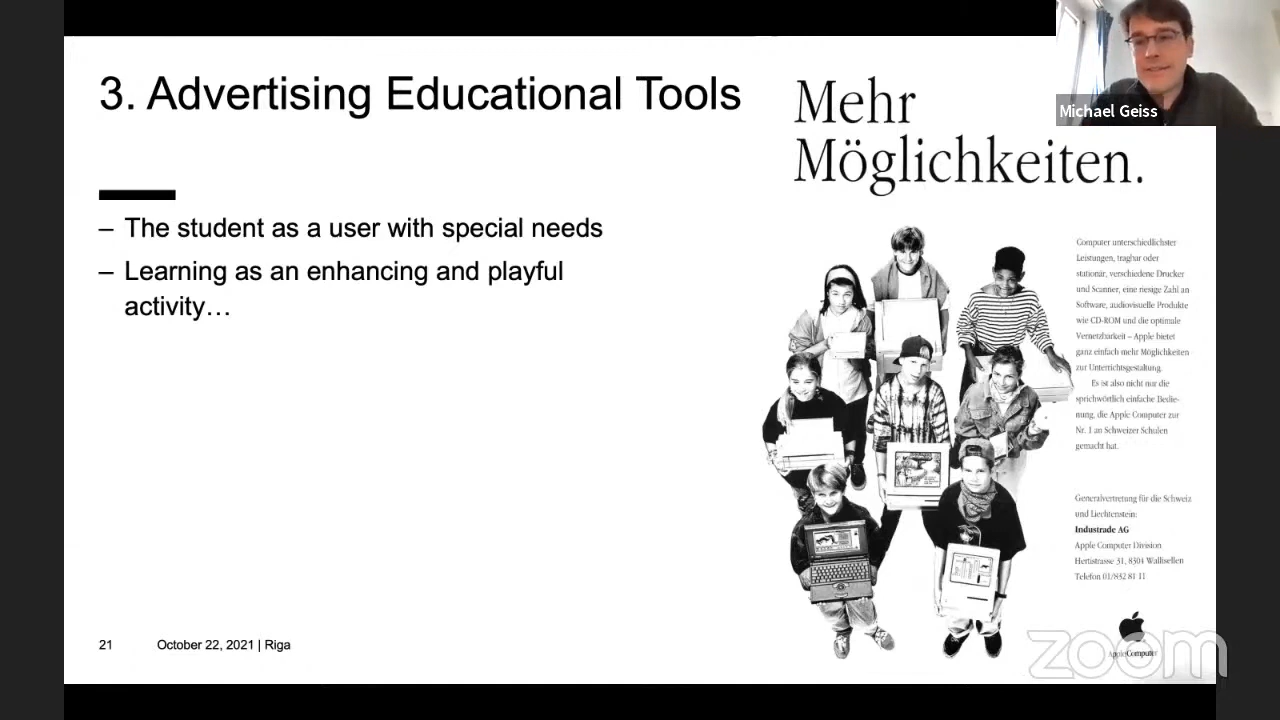 3. Advertising Educational Tools
– The student as a user with special needs
– Learning as an enhancing and playful
activity…
21
October 22, 2021 | Riga
Mehr
Möglichkeiten.
Computer unterschiedlichster
Leistungen, tragbar oder
stationär, verschiedene Drucker
und Scanner, eine riesige Zahl an
Software, audiovisuelle Produkte
wie CD-ROM und die optimale
Vernetzbarkeit – Apple bietet
ganz einfach mehr Möglichkeiten
zur Unterrichtsgestaltung.
Es ist also nicht nur die
sprichwörtlich einfache Bedie-
nung, die Apple Computer zur
Nr. 1 an Schweizer Schulen
gemacht hat.
Generalvertretung für die Schweiz
und Liechtenstein:
Industrade AG
Apple Computer Division
Hertistrasse 31, 8304 Wallisellen
Telefon 01/832 81 11
Apple Computer
Michael Geiss
zoom